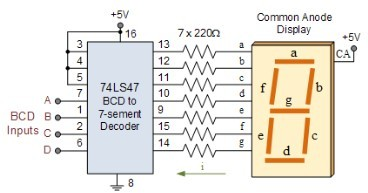 +5V
Common Anode
Display
+5V
CA
16
7 x 220Ω
3
4
5
7
1
2
6
74LS47
BCD to
7-sement
Decoder
13
12
11
10
9
15
14
8
A
B
C
D
BCD
Inputs
a
b
c
d
e
f
g
i
a
f
b
g
e
c
d